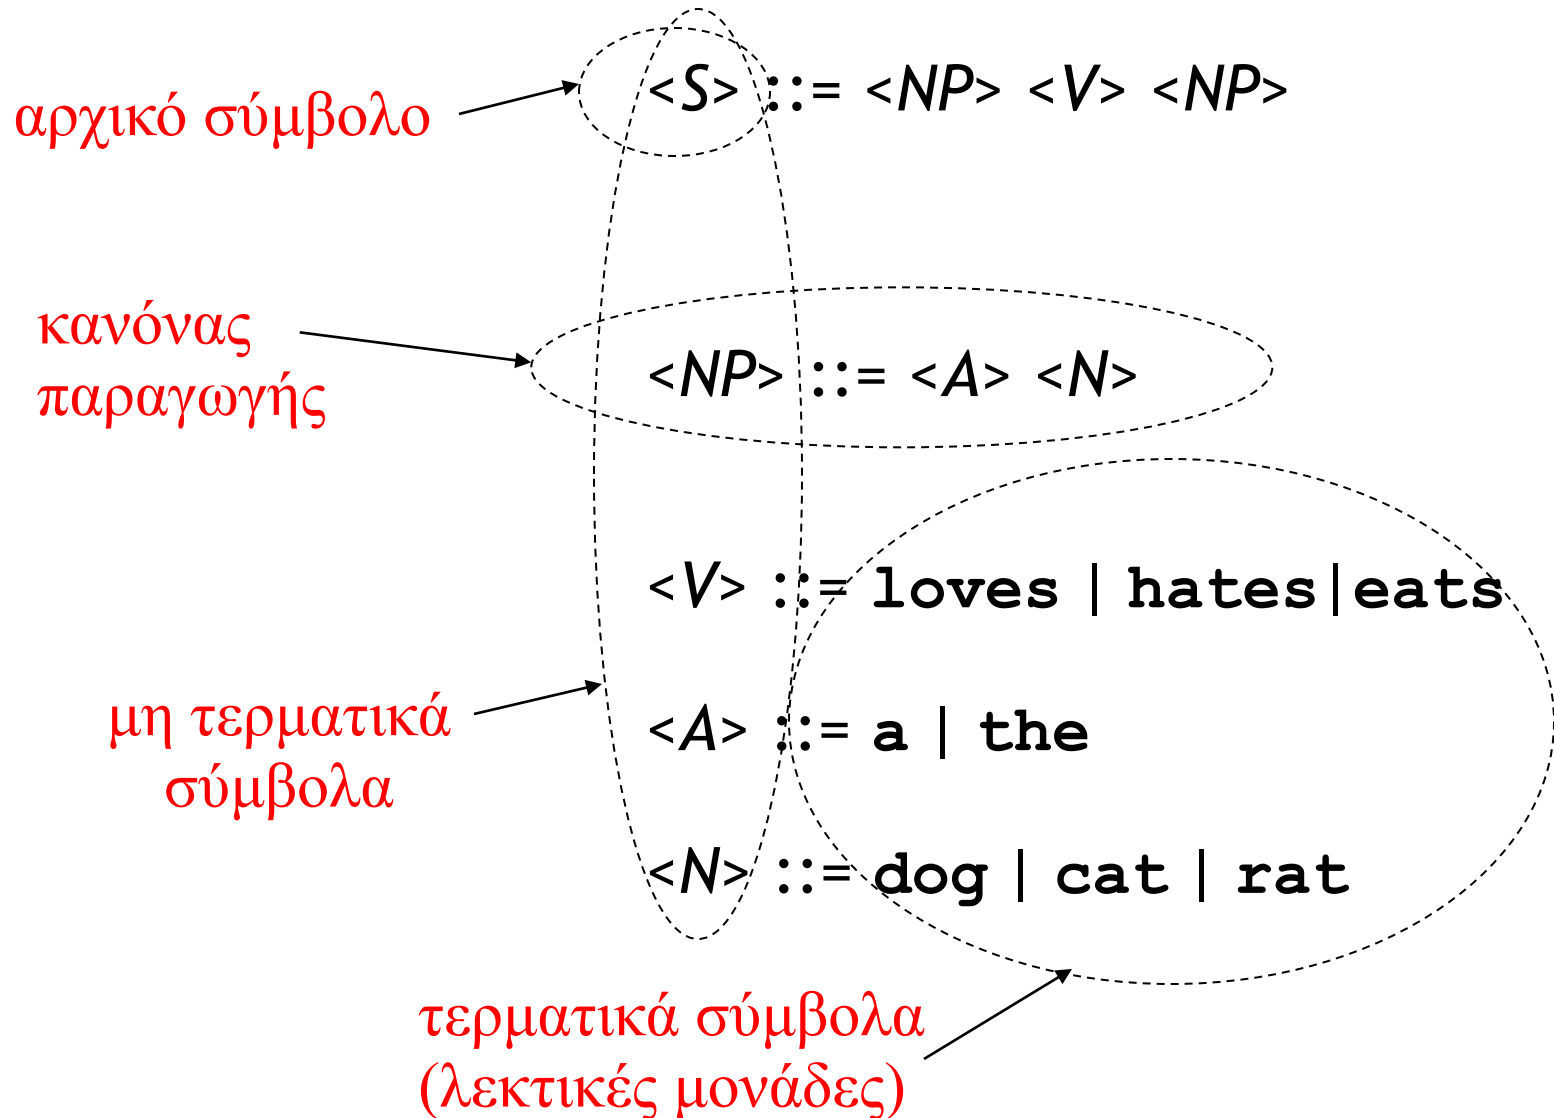 <S> ::= <NP> <V> <NP>
αρχικό σύμβολο
κανόνας
παραγωγής
<NP> ::= <A> <N>
<V> ::= loves | hates|eats
μη τερματικά
σύμβολα
<A> ::= a | the
<N> ::= dog | cat | rat
τερματικά σύμβολα
(λεκτικές μονάδες)